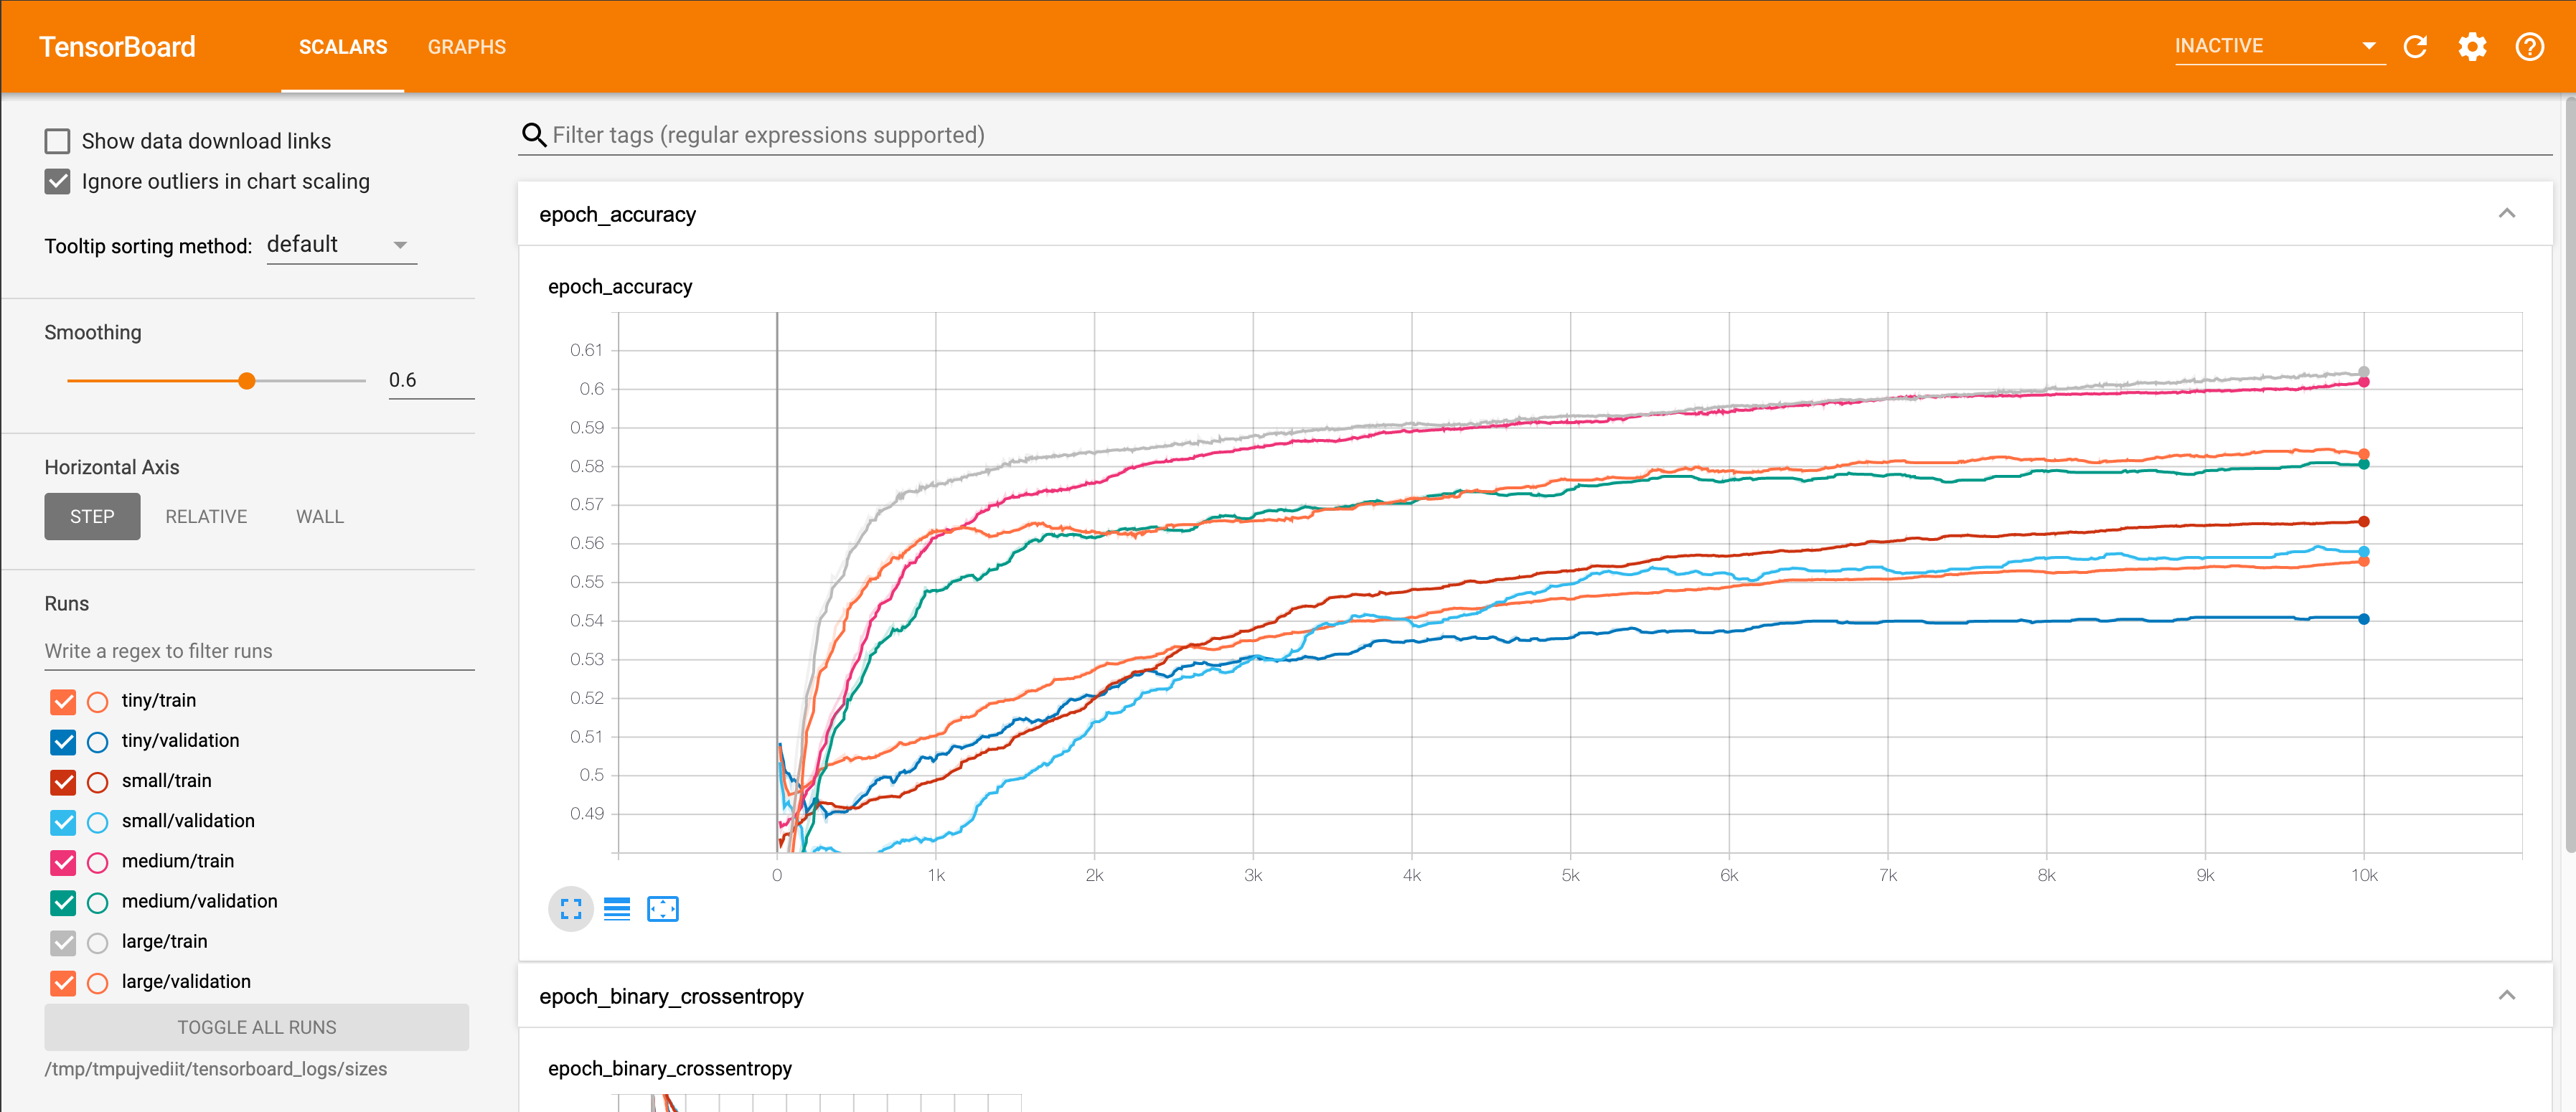 TensorBoard
SCALARS
GRAPHS
INACTIVE
Show data download links
Ignore outliers in chart scaling
Tooltip sorting method: default
Smoothing
0.6
Horizontal Axis
STEP
RELATIVE
WALL
Runs
Write a regex to filter runs
tiny/train
tiny/validation
small/train
small/validation
medium/train
medium/validation
large/train
large/validation
TOGGLE ALL RUNS
/tmp/tmpujvediit/tensorboard_logs/sizes
Filter tags (regular expressions supported)
epoch_accuracy
epoch_accuracy
0.61
0.6
0.59
0.58
0.57
0.56
0.55
0.54
0.53
0.52
0.51
0.5
0.49
0 1k 2k 3k 4k 5k 6k 7k 8k 9k 10k
epoch_binary_crossentropy
epoch_binary_crossentropy